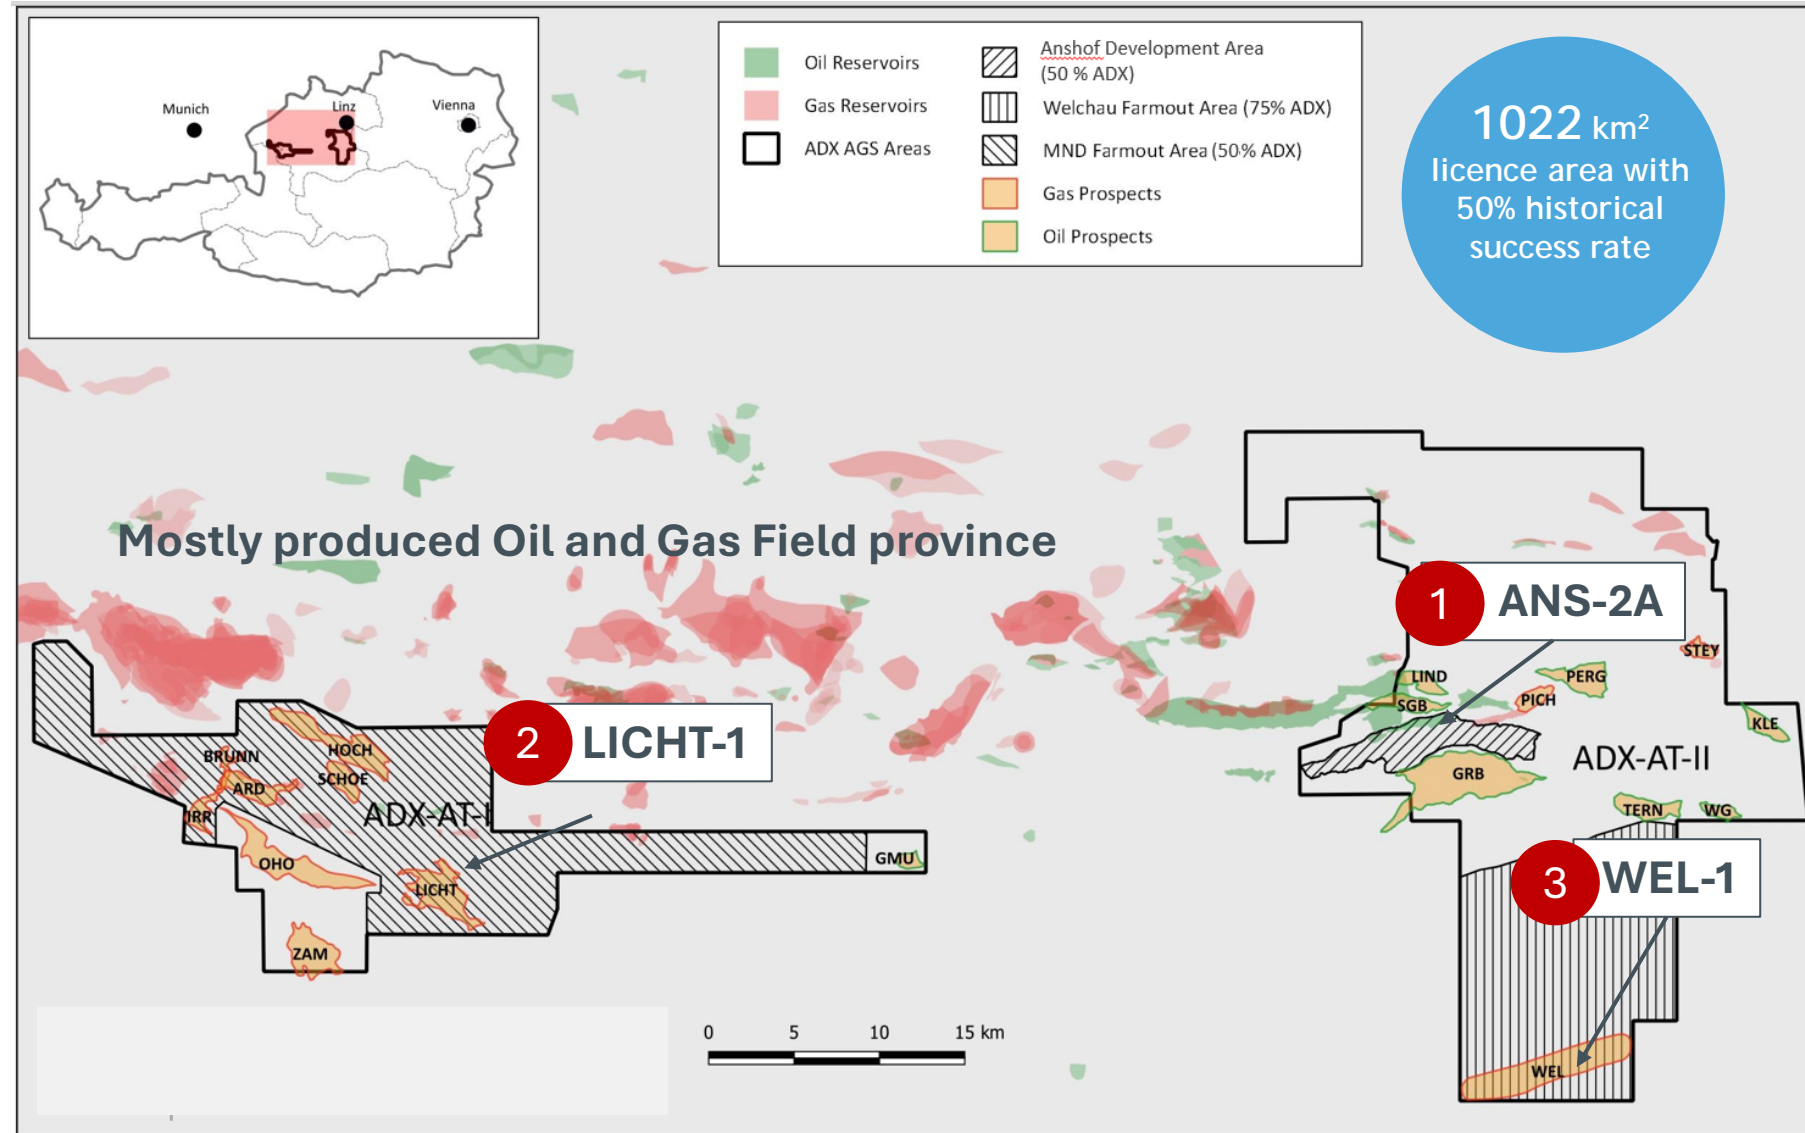 Munich
Linz
Vienna
Oil Reservoirs
Gas Reservoirs
ADX AGS Areas
Anshof Development Area
(50 % ADX)
Welchau Farmout Area (75% ADX)
MND Farmout Area (50% ADX)
Gas Prospects
Oil Prospects
1022 km²
licence area with
50% historical
success rate
Mostly produced Oil and Gas Field province
1 ANS-2A
STEY
LIND
PERG
SGB
PICH
KLE
2 LICHT-1
BRUNN
HOCH
SCHOE
ARD
IRR
ADX-AT-I
ADX-AT-II
GRB
TERN
WG
OHO
GMU
LICHT
3 WEL-1
ZAM
0 5 10 15 km
WEL